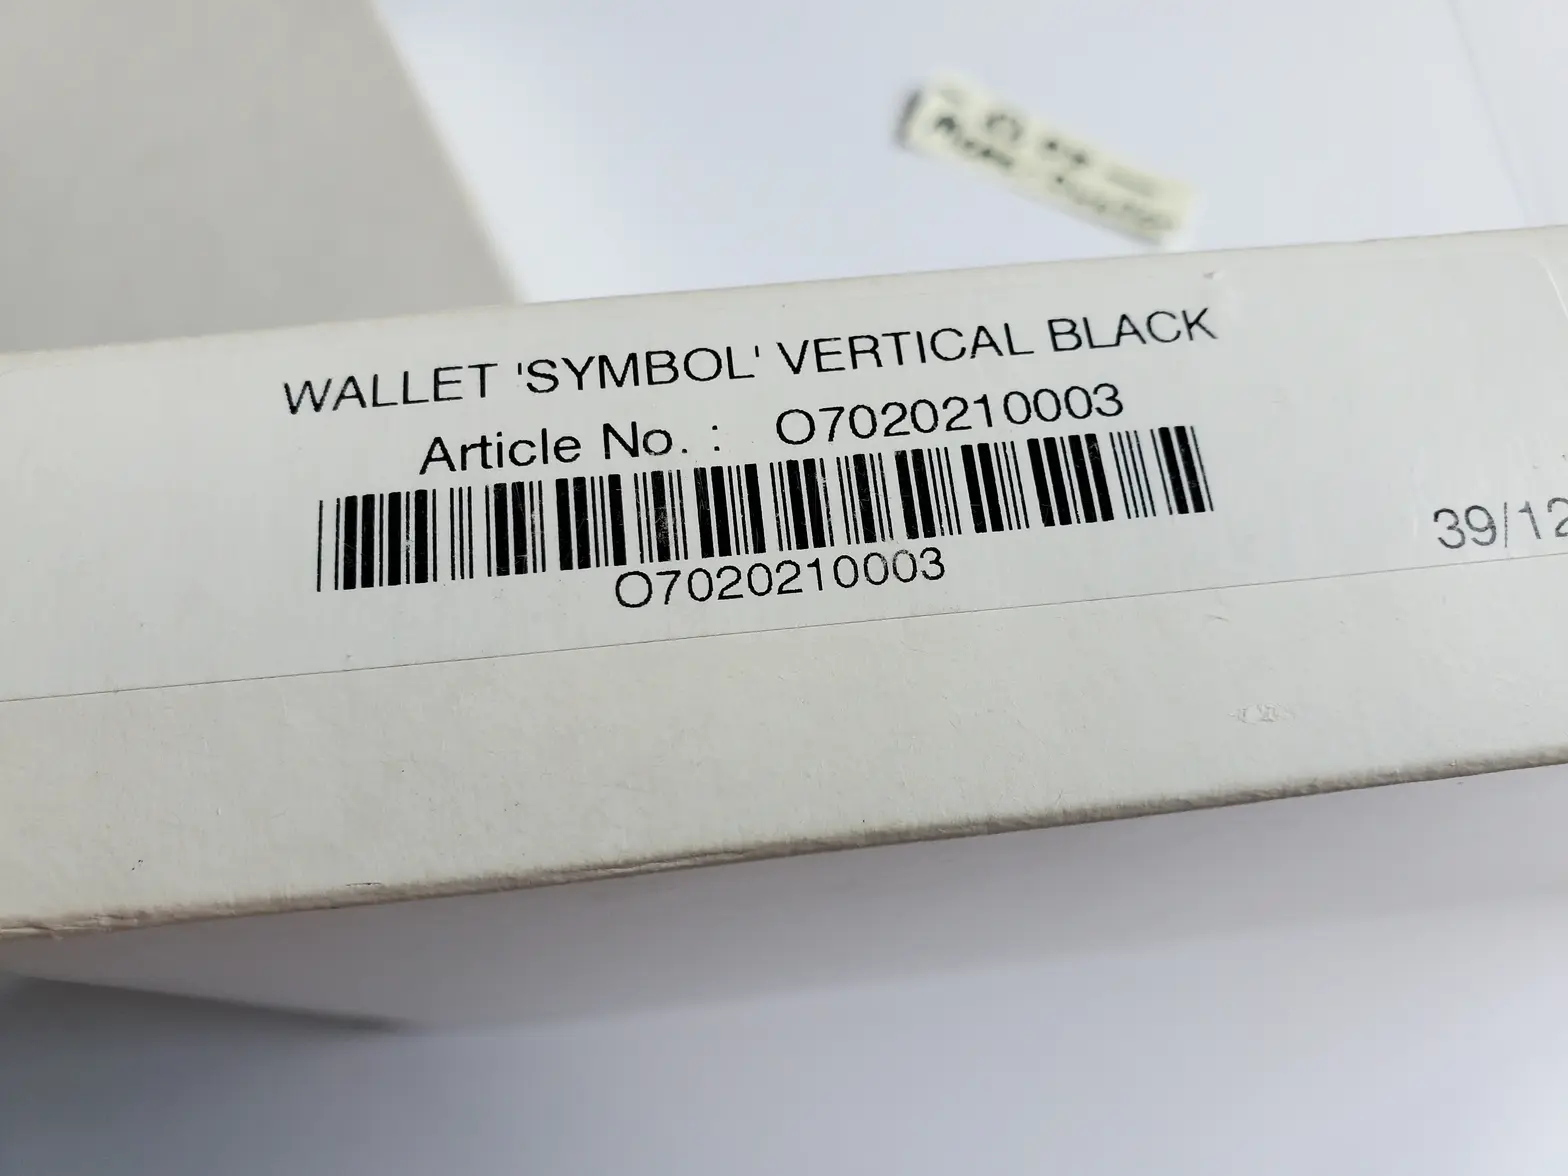 WALLET 'SYMBOL' VERTICAL BLACK
Article No. : O7020210003
O7020210003
39/12